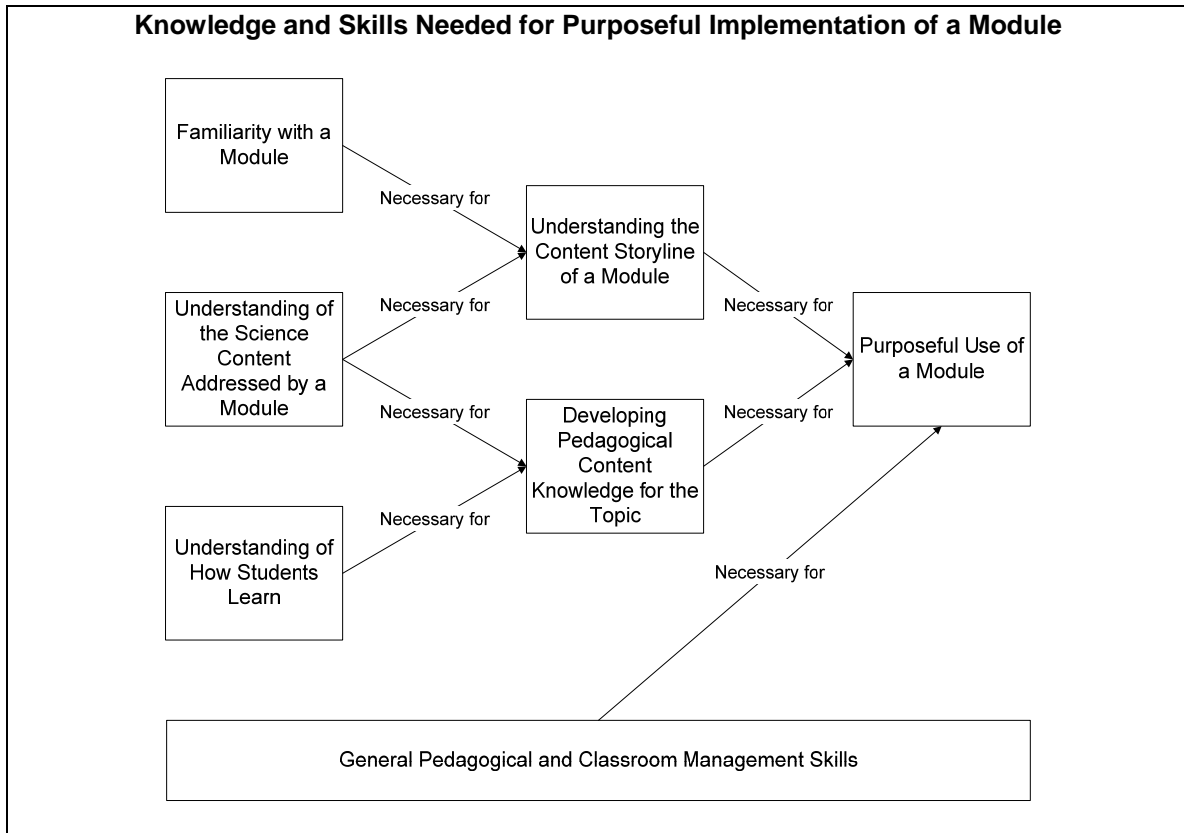 Knowledge and Skills Needed for Purposeful Implementation of a Module
Familiarity with a
Module
Necessary for
Understanding the
Content Storyline
of a Module
Understanding of
the Science
Content
Addressed by a
Module
Necessary for
Necessary for
Necessary for
Purposeful Use of
a Module
Developing
Pedagogical
Content
Knowledge for the
Topic
Necessary for
Understanding of
How Students
Learn
Necessary for
Necessary for
General Pedagogical and Classroom Management Skills